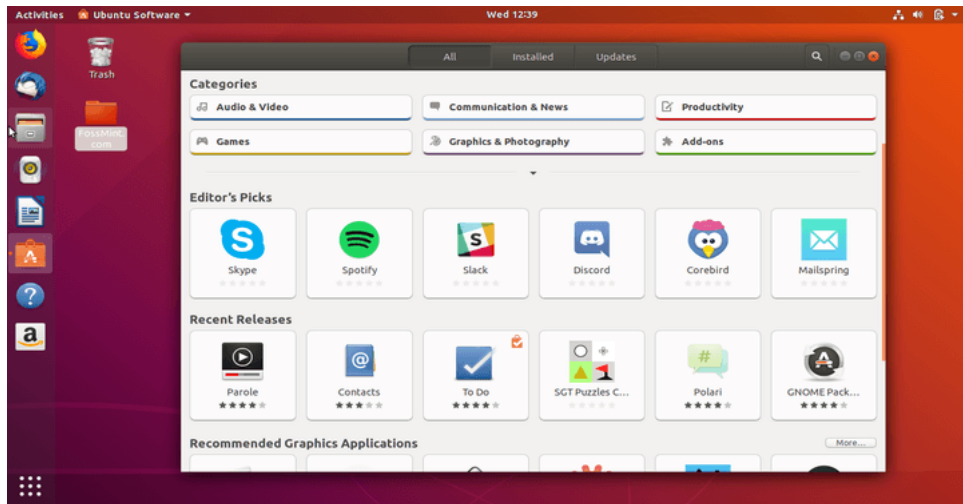 Activities Ubuntu Software Wed 12:39
Trash
FossMint.com
All Installed Updates
Categories
Audio & Video Communication & News Productivity
Games Graphics & Photography Add-ons
Editor's Picks
S S
Skype Spotify Slack Discord Corebird Mailspring
Recent Releases
@ #
Parole Contacts To Do SGT Puzzles C... Polari GNOME Pack...
Recommended Graphics Applications More...
?
a